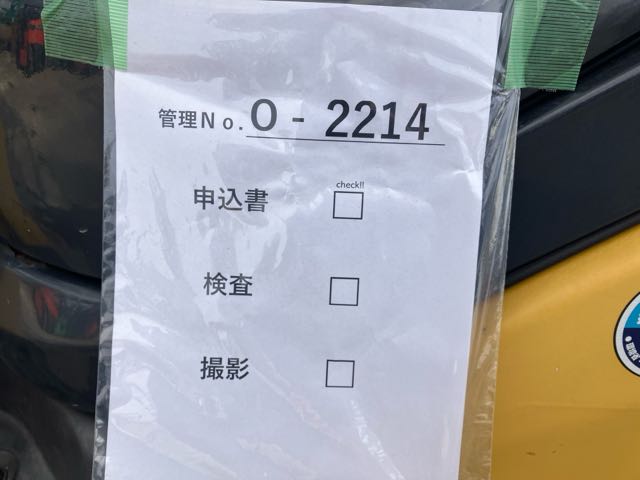 管理No. O - 2214
check!!
申込書 □
検査 □
撮影 □